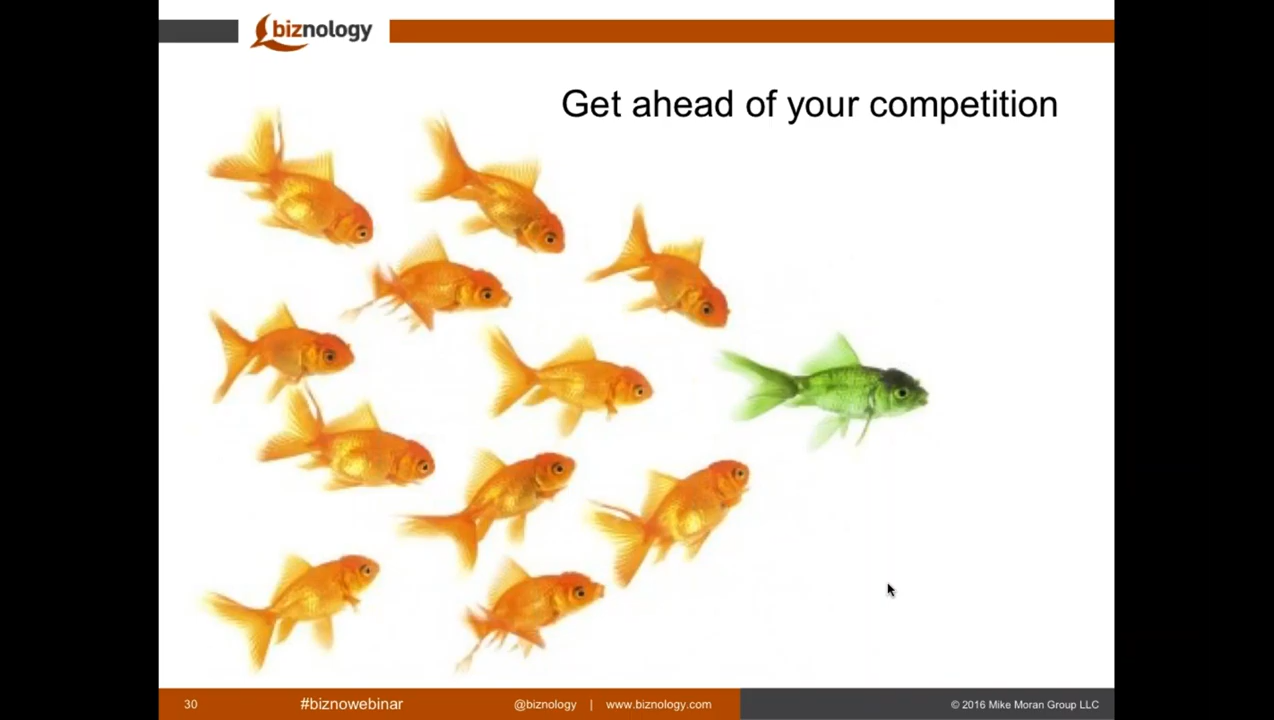 biznology
Get ahead of your competition
30 #biznowebinar @biznology | www.biznology.com © 2016 Mike Moran Group LLC